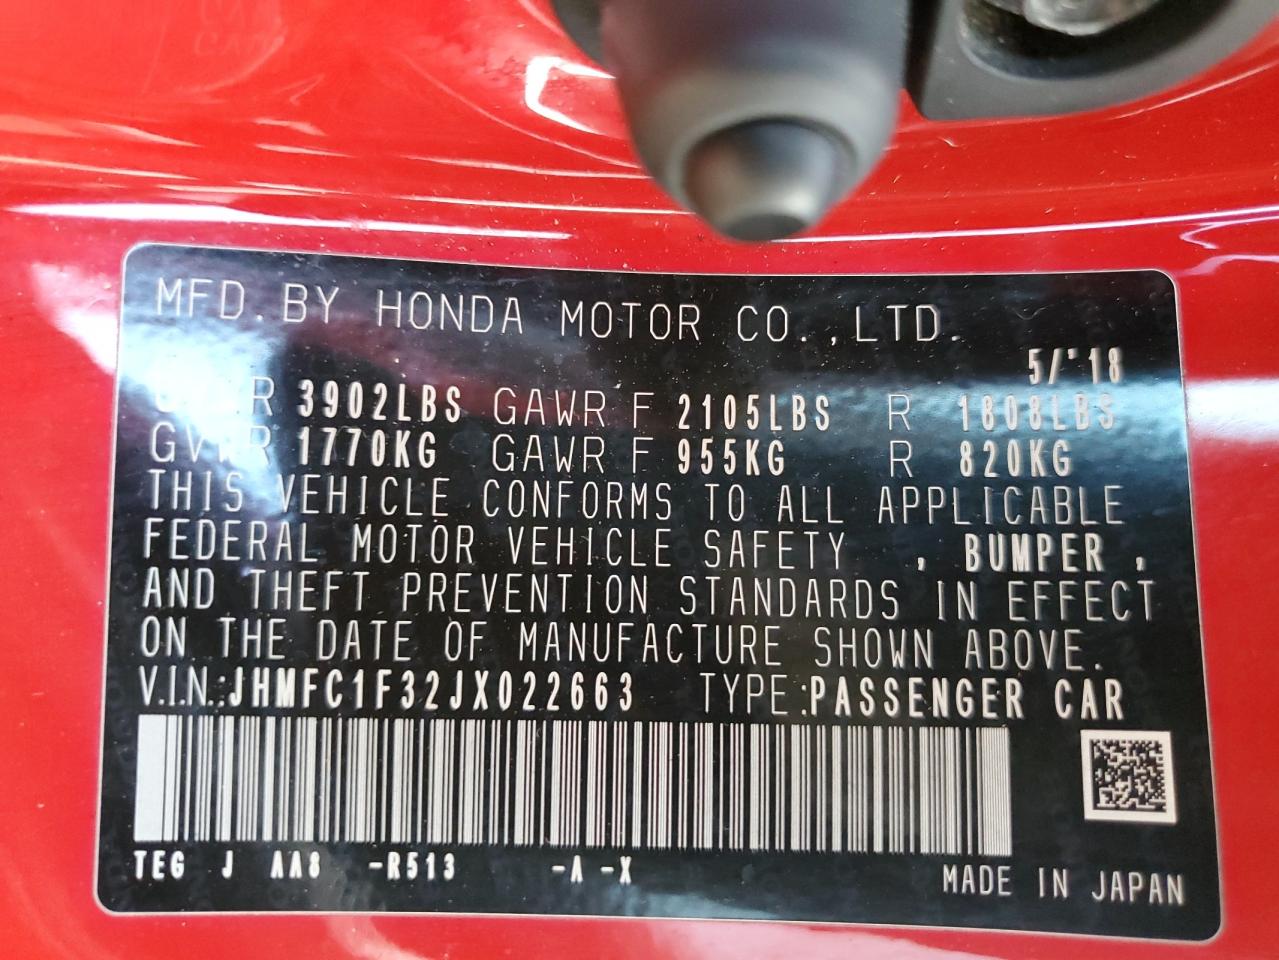 MFD. BY HONDA MOTOR CO., LTD.
5/'18
GVWR 3902LBS GAWR F 2105LBS R 1808LBS
GVWR 1770KG GAWR F 955KG R 820KG
THIS VEHICLE CONFORMS TO ALL APPLICABLE
FEDERAL MOTOR VEHICLE SAFETY , BUMPER ,
AND THEFT PREVENTION STANDARDS IN EFFECT
ON THE DATE OF MANUFACTURE SHOWN ABOVE.
V.I.N.:JHMFC1F32JX022663 TYPE:PASSENGER CAR
TEG J AA8 -R513 -A -X
MADE IN JAPAN